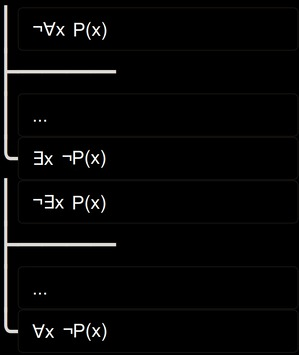 ¬∀x P(x)
...
∃x ¬P(x)
¬∃x P(x)
...
∀x ¬P(x)